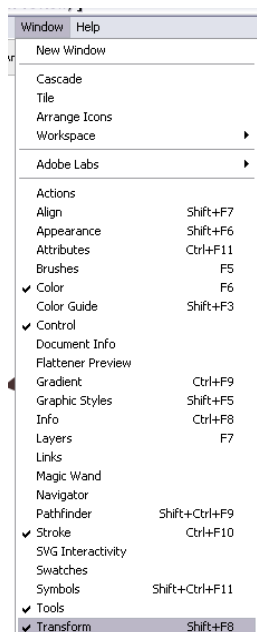 Window Help
New Window
Cascade
Tile
Arrange Icons
Workspace
Adobe Labs
Actions
Align Shift+F7
Appearance Shift+F6
Attributes Ctrl+F11
Brushes F5
Color F6
Color Guide Shift+F3
Control
Document Info
Flattener Preview
Gradient Ctrl+F9
Graphic Styles Shift+F5
Info Ctrl+F8
Layers F7
Links
Magic Wand
Navigator
Pathfinder Shift+Ctrl+F9
Stroke Ctrl+F10
SVG Interactivity
Swatches
Symbols Shift+Ctrl+F11
Tools
Transform Shift+F8